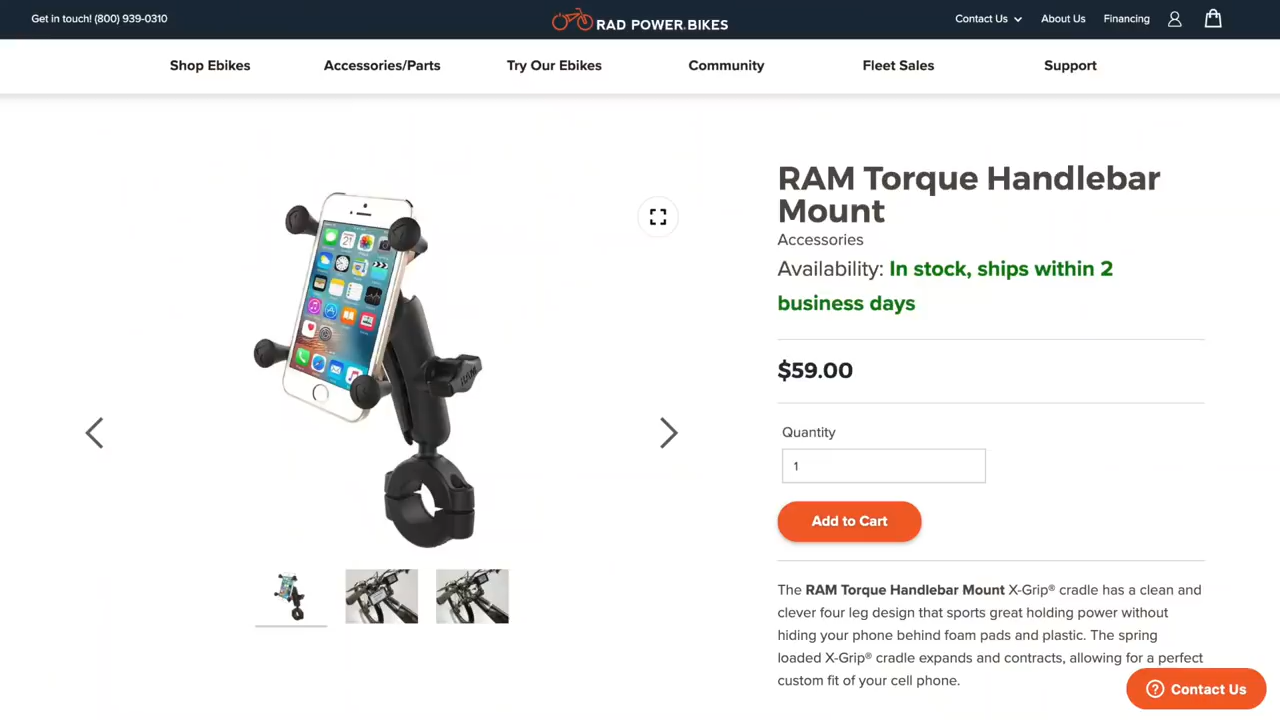 Get in touch! (800) 939-0310
RAD POWER BIKES
Contact Us
About Us
Financing
Shop Ebikes
Accessories/Parts
Try Our Ebikes
Community
Fleet Sales
Support
RAM Torque Handlebar
Mount
Accessories
Availability: In stock, ships within 2
business days
$59.00
Quantity
1
Add to Cart
The RAM Torque Handlebar Mount X-Grip® cradle has a clean and
clever four leg design that sports great holding power without
hiding your phone behind foam pads and plastic. The spring
loaded X-Grip® cradle expands and contracts, allowing for a perfect
custom fit of your cell phone.
Contact Us
RAM
21